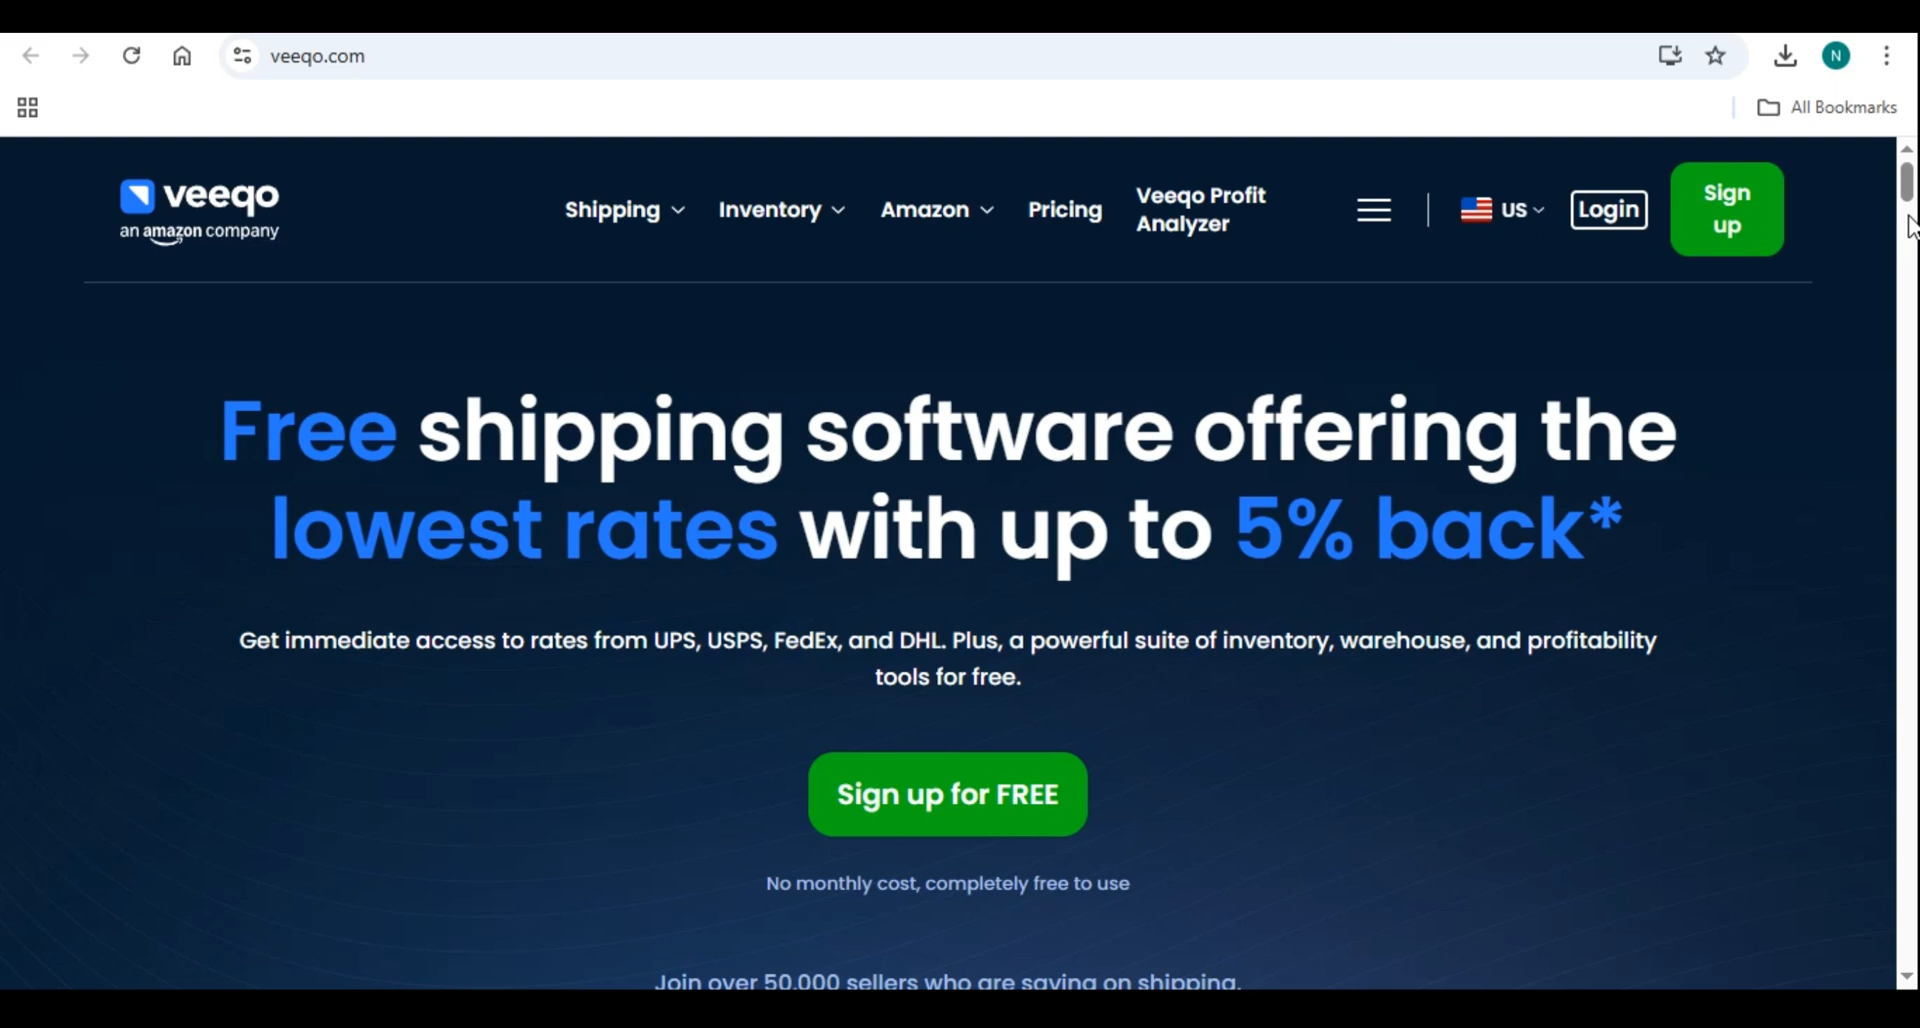 veeqo.com
N
All Bookmarks
veeqo
an amazon company
Shipping
Inventory
Amazon
Pricing
Veeqo Profit
Analyzer
US
Login
Sign
up
Free shipping software offering the
lowest rates with up to 5% back*
Get immediate access to rates from UPS, USPS, FedEx, and DHL. Plus, a powerful suite of inventory, warehouse, and profitability
tools for free.
Sign up for FREE
No monthly cost, completely free to use
Join over 50,000 sellers who are saving on shipping.